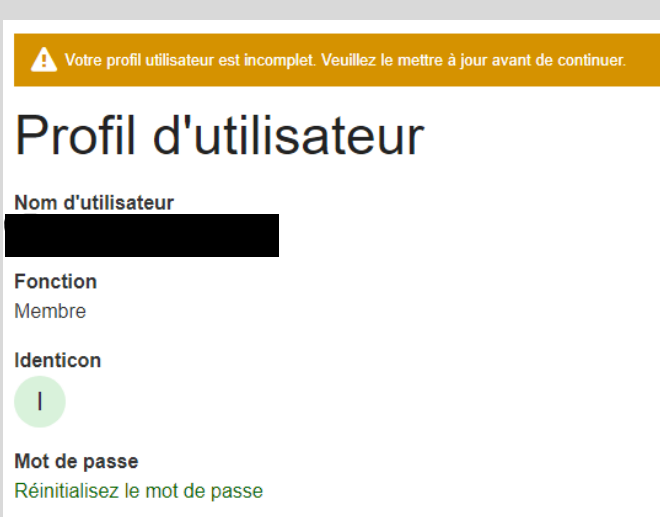 Votre profil utilisateur est incomplet. Veuillez le mettre à jour avant de continuer.
Profil d'utilisateur
Nom d'utilisateur
Fonction
Membre
Identicon
I
Mot de passe
Réinitialisez le mot de passe